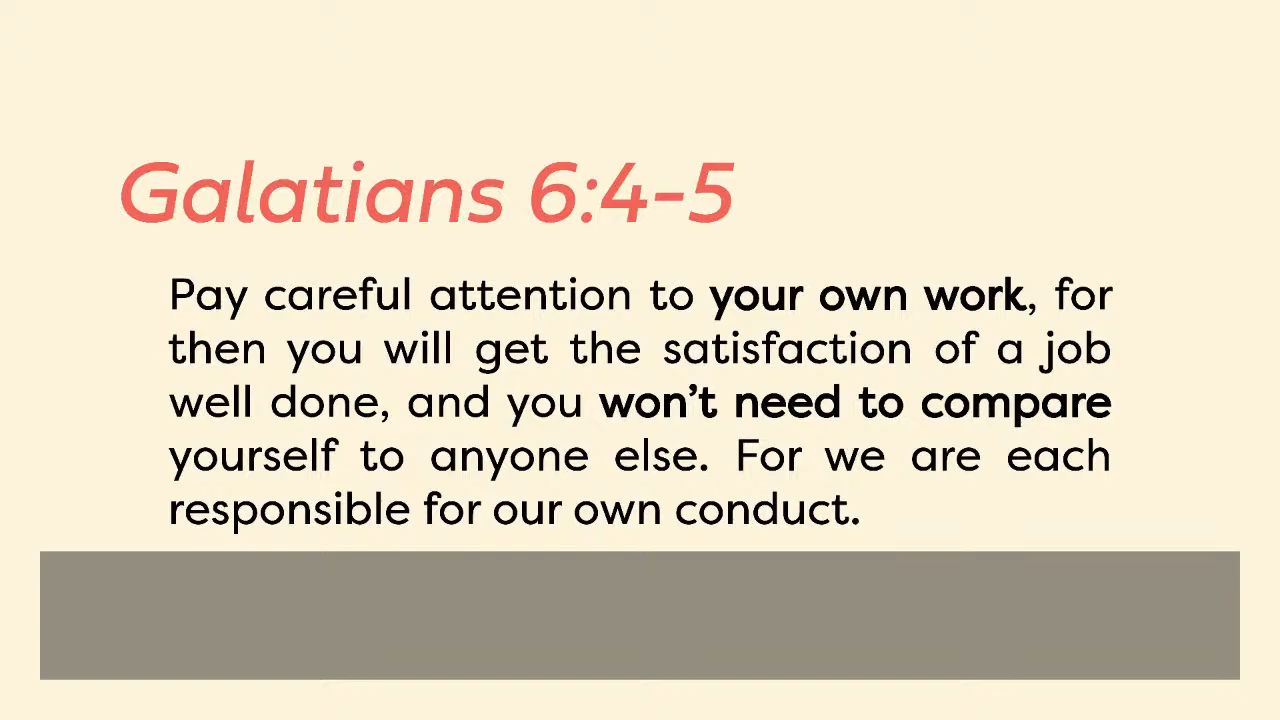 Galatians 6:4-5
Pay careful attention to your own work, for
then you will get the satisfaction of a job
well done, and you won’t need to compare
yourself to anyone else. For we are each
responsible for our own conduct.